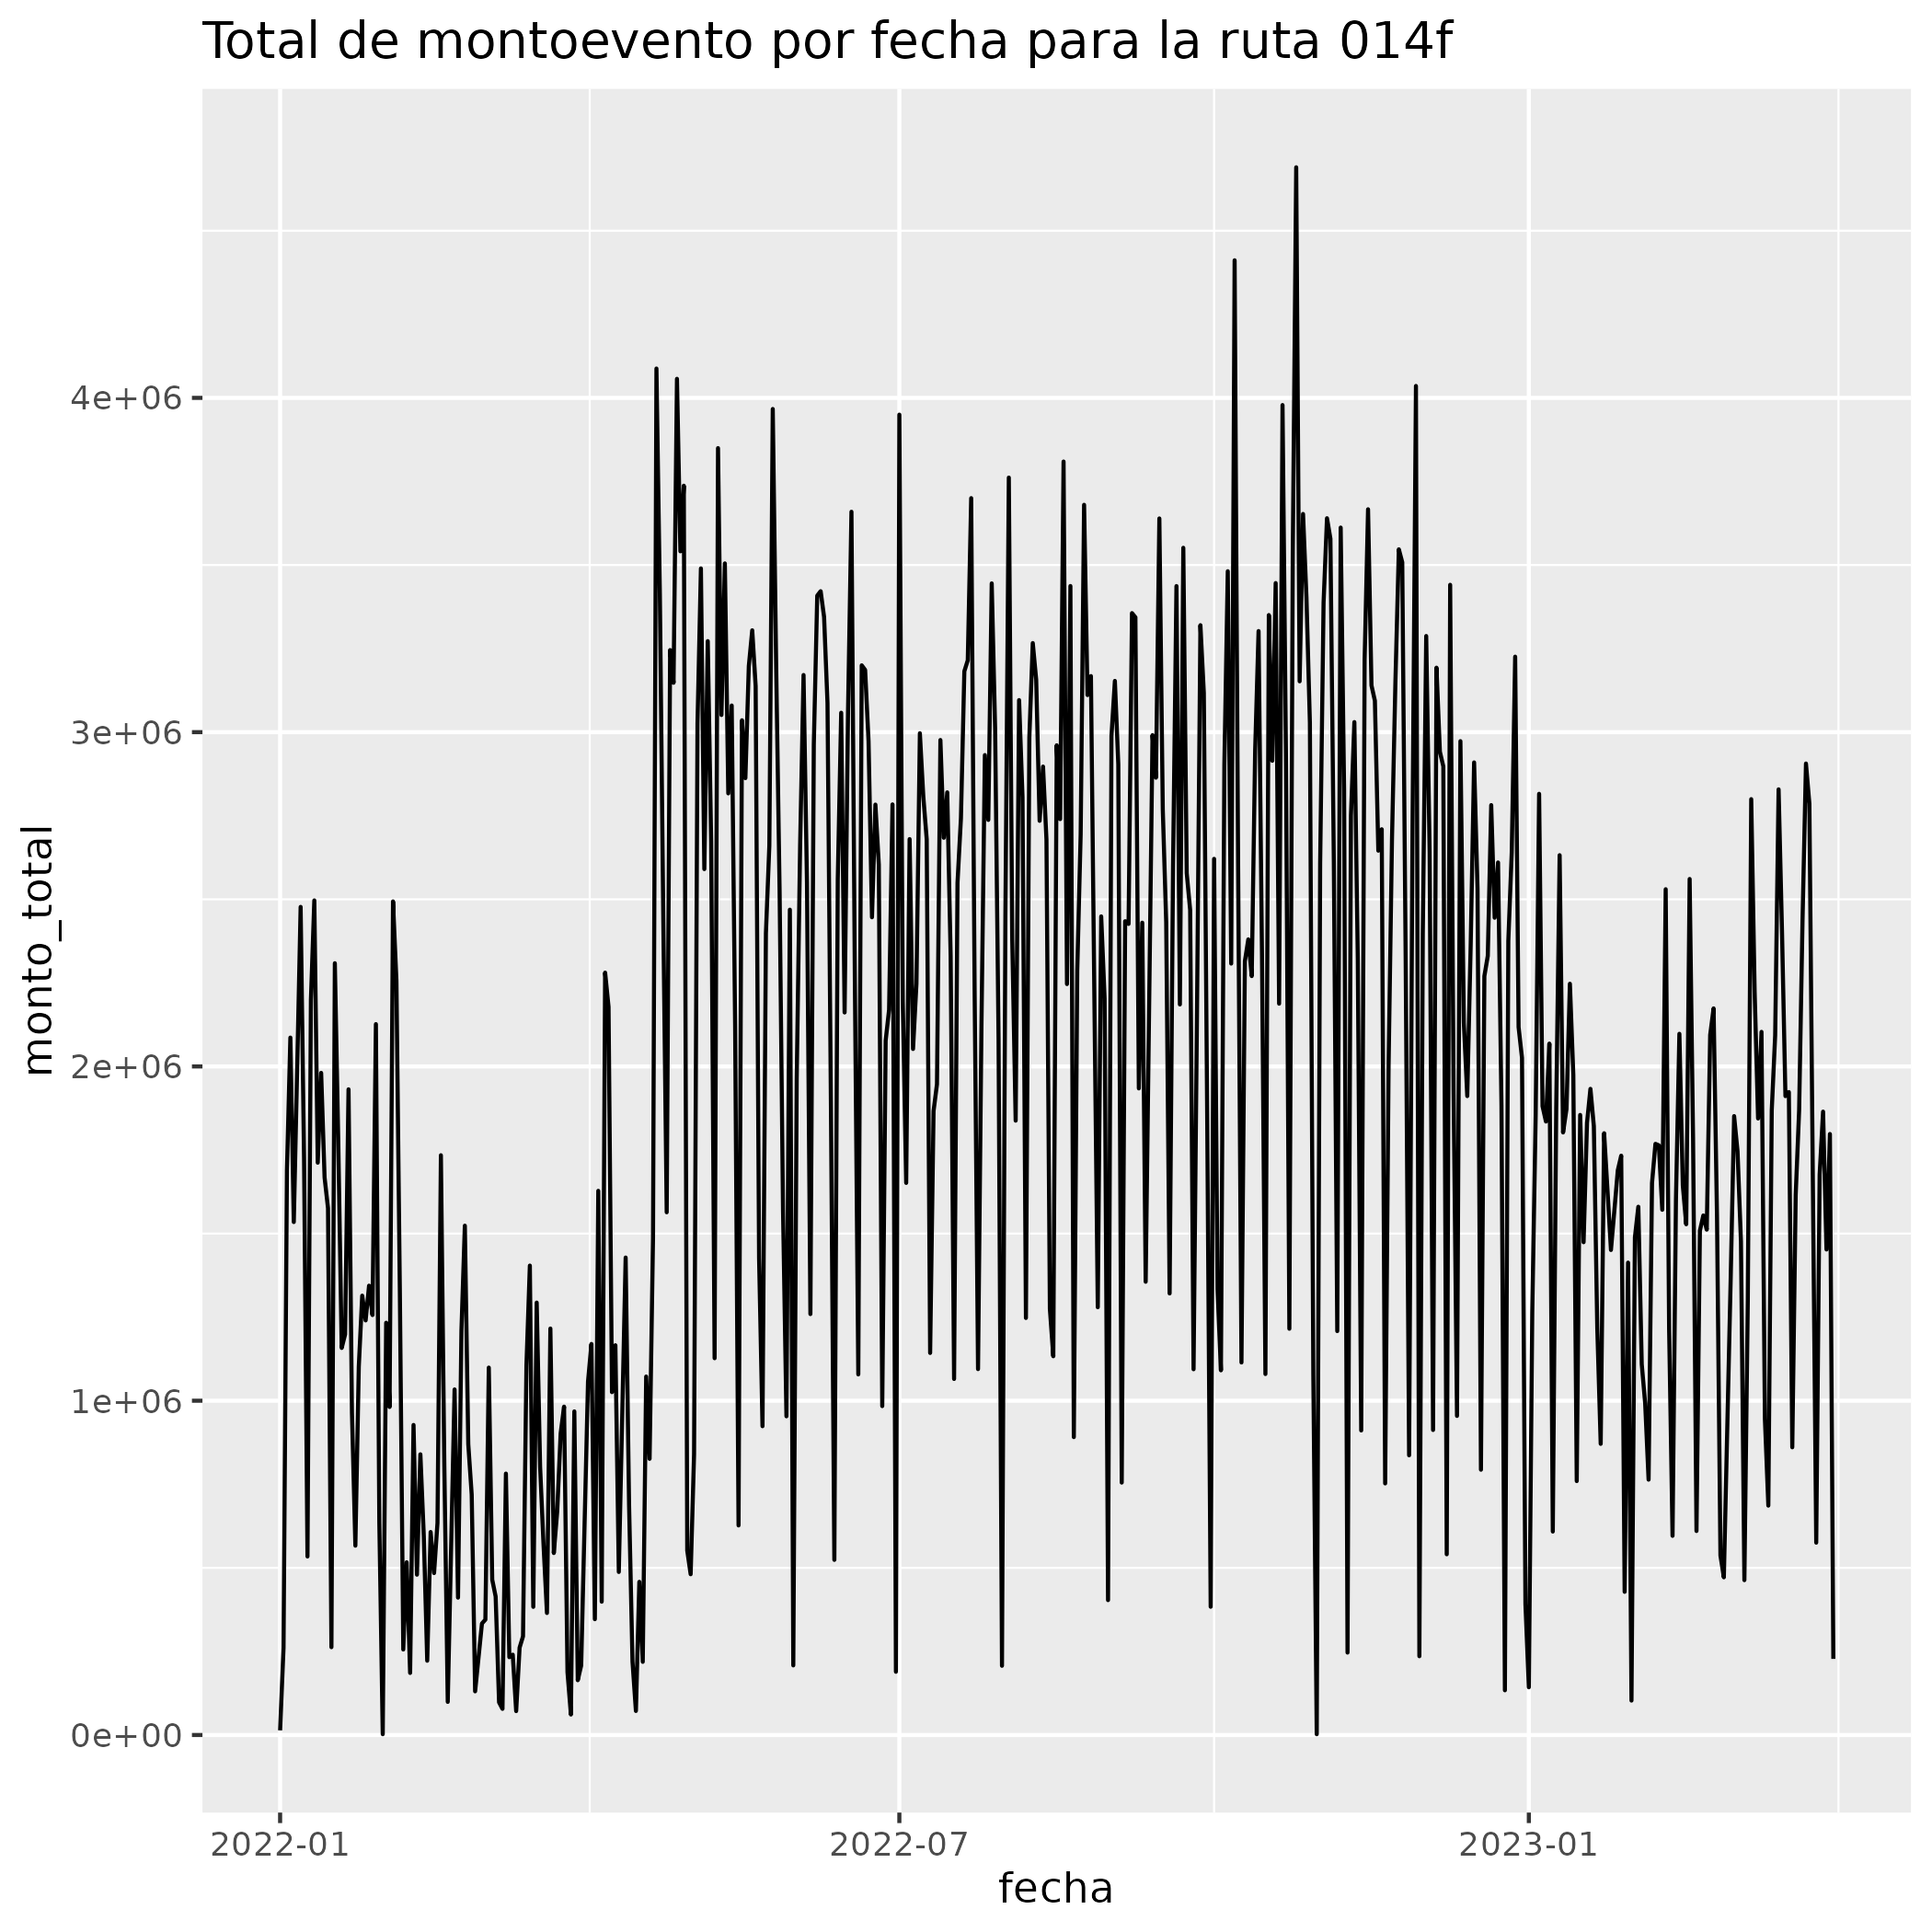 Total de montoevento por fecha para la ruta 014f
monto_total
4e+06
3e+06
2e+06
1e+06
0e+00
2022-01
2022-07
2023-01
fecha